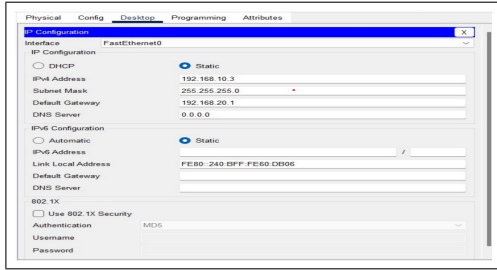 Physical Config Desktop Programming Attributes
IP Configuration X
Interface FastEthernet0
IP Configuration
DHCP Static
IPv4 Address 192.168.10.3
Subnet Mask 255.255.255.0
Default Gateway 192.168.20.1
DNS Server 0.0.0.0
IPv6 Configuration
Automatic Static
IPv6 Address /
Link Local Address FE80::240:BFF:FE60:DB06
Default Gateway
DNS Server
802.1X
Use 802.1X Security
Authentication MD5
Username
Password